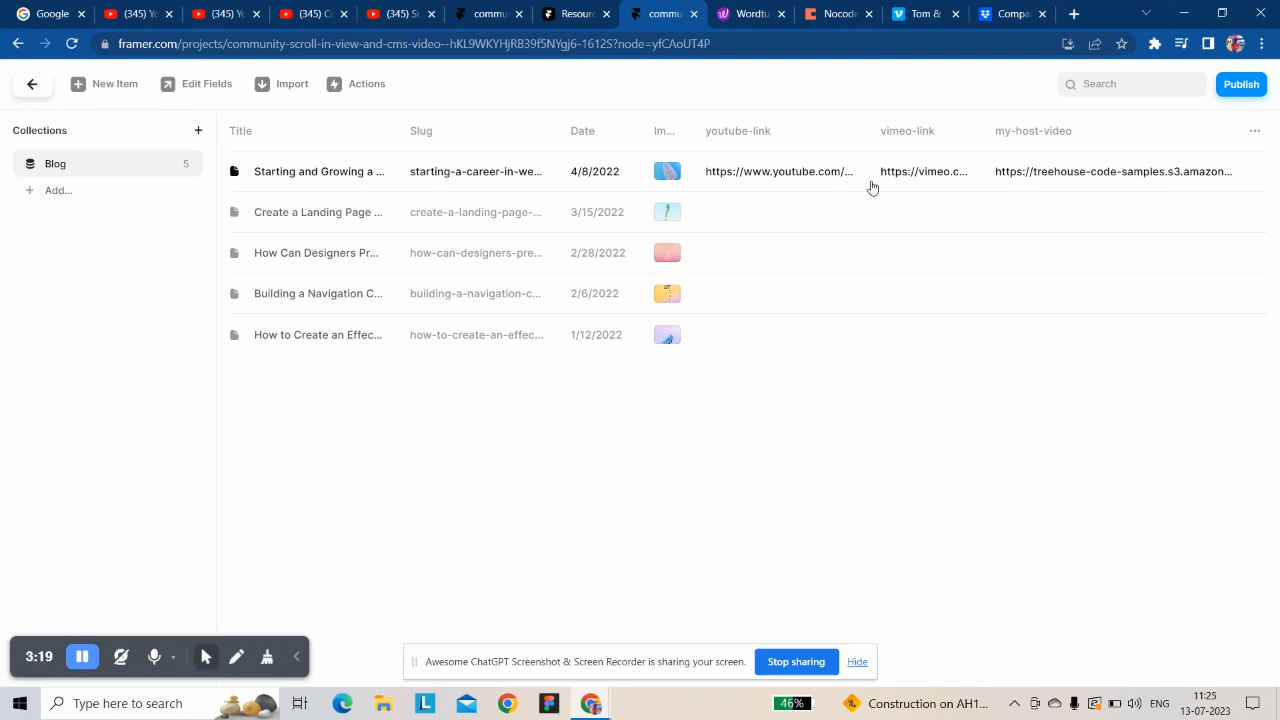 Google
(345) Yo
(345) Yo
(345) Cr
(345) Sc
commu
Resourc
commu
Wordtu
Nocode
Tom &
Compa
framer.com/projects/community-scroll-in-view-and-cms-video--hKL9WKYHjRB39f5NYgj6-1612S?node=yfCAoUT4P
New Item
Edit Fields
Import
Actions
Search
Publish
Collections
Title
Slug
Date
Im...
youtube-link
vimeo-link
my-host-video
Blog
5
Add...
Starting and Growing a ...
starting-a-career-in-we...
4/8/2022
https://www.youtube.com/...
https://vimeo.c...
https://treehouse-code-samples.s3.amazon...
Create a Landing Page ...
create-a-landing-page-...
3/15/2022
How Can Designers Pr...
how-can-designers-pre...
2/28/2022
Building a Navigation C...
building-a-navigation-c...
2/6/2022
How to Create an Effec...
how-to-create-an-effec...
1/12/2022
3:19
Awesome ChatGPT Screenshot & Screen Recorder is sharing your screen.
Stop sharing
Hide
Type here to search
L
46%
Construction on AH1...
ENG
11:25
13-07-2023